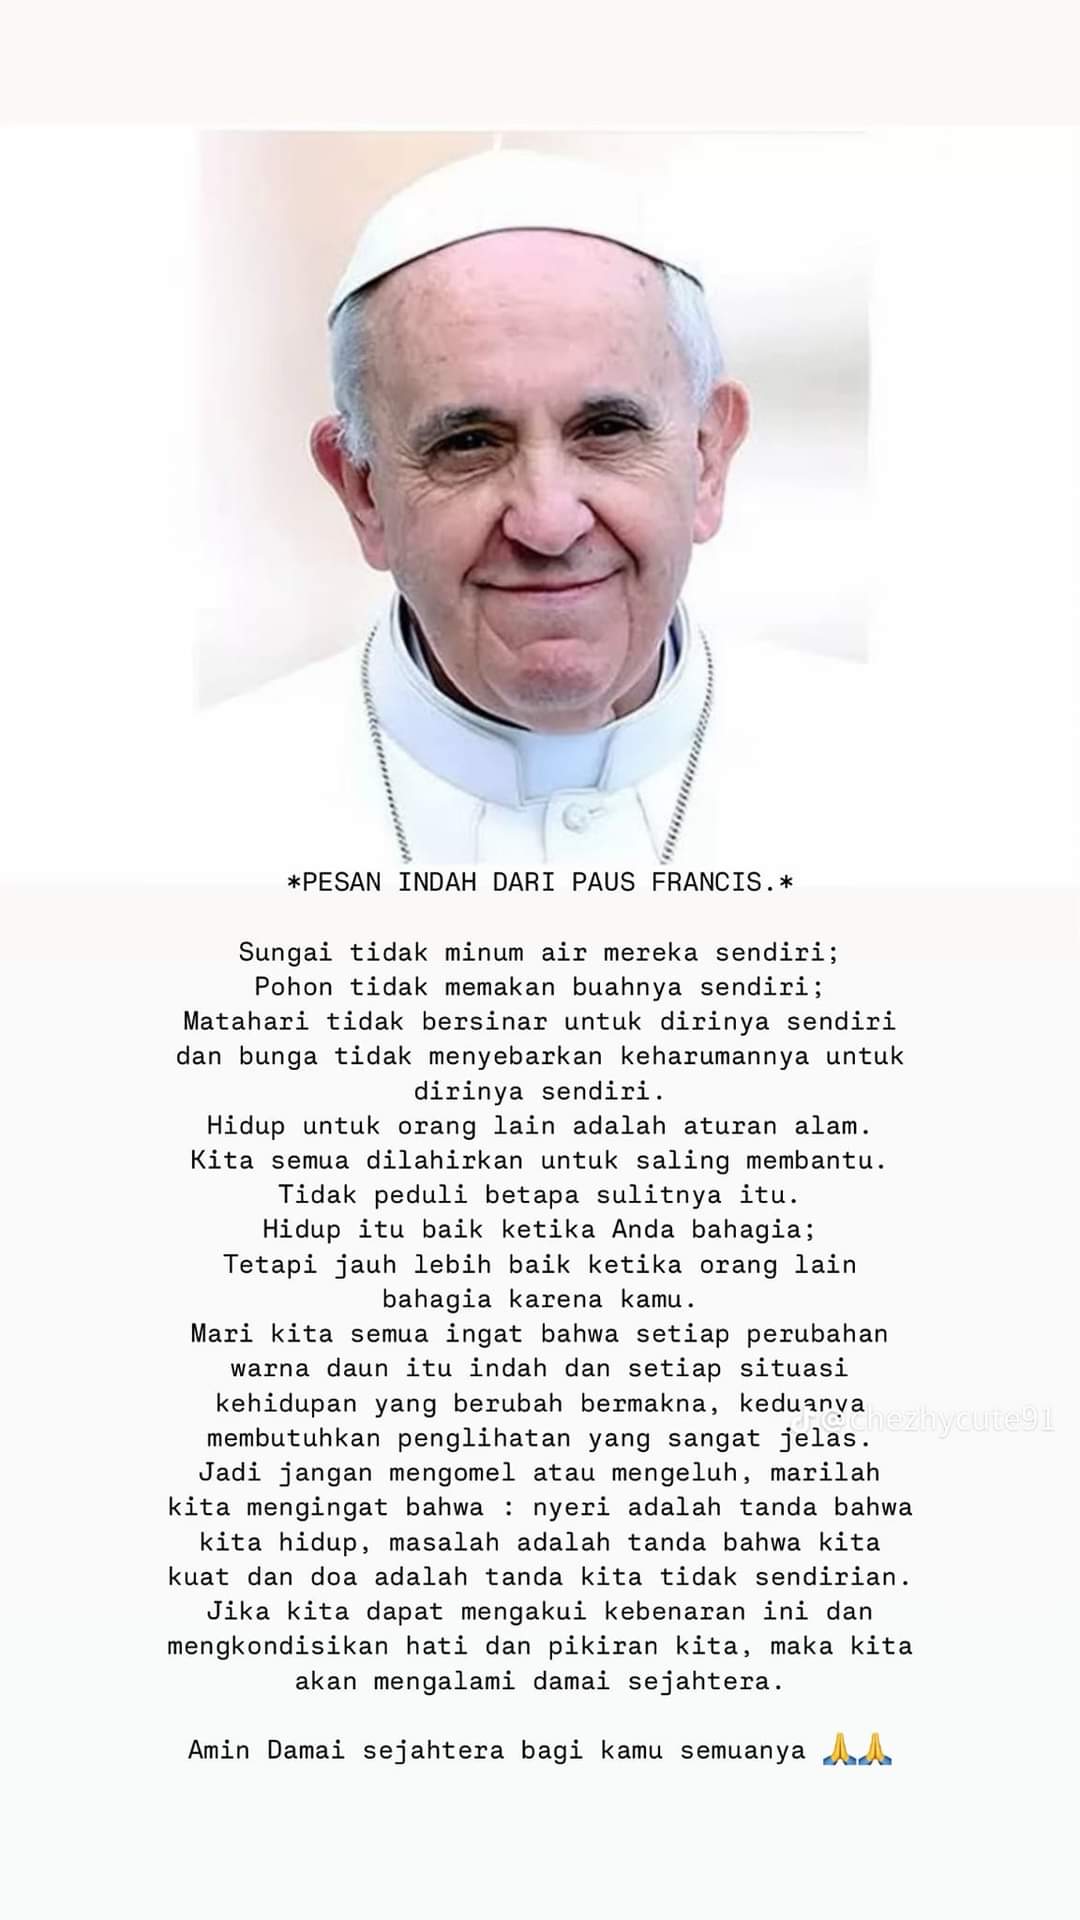 *PESAN INDAH DARI PAUS FRANCIS.*
Sungai tidak minum air mereka sendiri;
Pohon tidak memakan buahnya sendiri;
Matahari tidak bersinar untuk dirinya sendiri
dan bunga tidak menyebarkan keharumannya untuk
dirinya sendiri.
Hidup untuk orang lain adalah aturan alam.
Kita semua dilahirkan untuk saling membantu.
Tidak peduli betapa sulitnya itu.
Hidup itu baik ketika Anda bahagia;
Tetapi jauh lebih baik ketika orang lain
bahagia karena kamu.
Mari kita semua ingat bahwa setiap perubahan
warna daun itu indah dan setiap situasi
kehidupan yang berubah bermakna, keduanya
@chezhycute91
membutuhkan penglihatan yang sangat jelas.
Jadi jangan mengomel atau mengeluh, marilah
kita mengingat bahwa : nyeri adalah tanda bahwa
kita hidup, masalah adalah tanda bahwa kita
kuat dan doa adalah tanda kita tidak sendirian.
Jika kita dapat mengakui kebenaran ini dan
mengkondisikan hati dan pikiran kita, maka kita
akan mengalami damai sejahtera.
Amin Damai sejahtera bagi kamu semuanya 🙏🙏